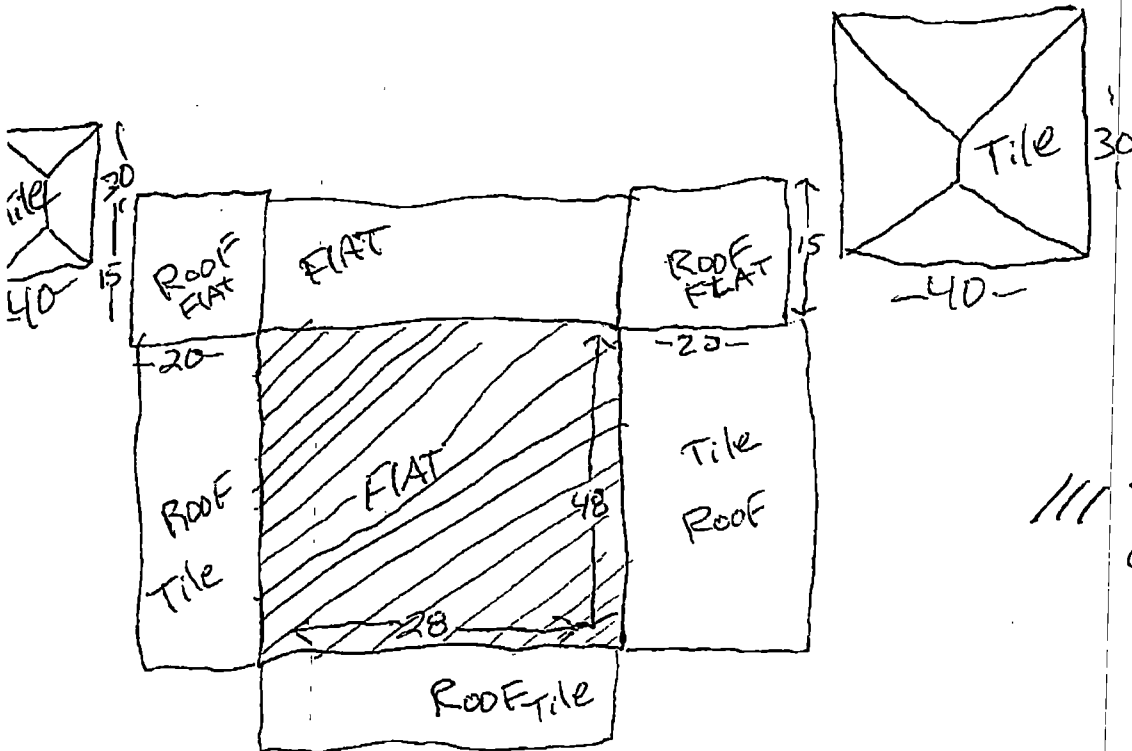 Tile
30
30
Tile
FlAT
ROOF
FlAT
ROOF
FLAT
15
15
-40-
40-
-20-
-20-
FlAT
Tile
ROOF
48
ROOF
Tile
28
ROOF Tile